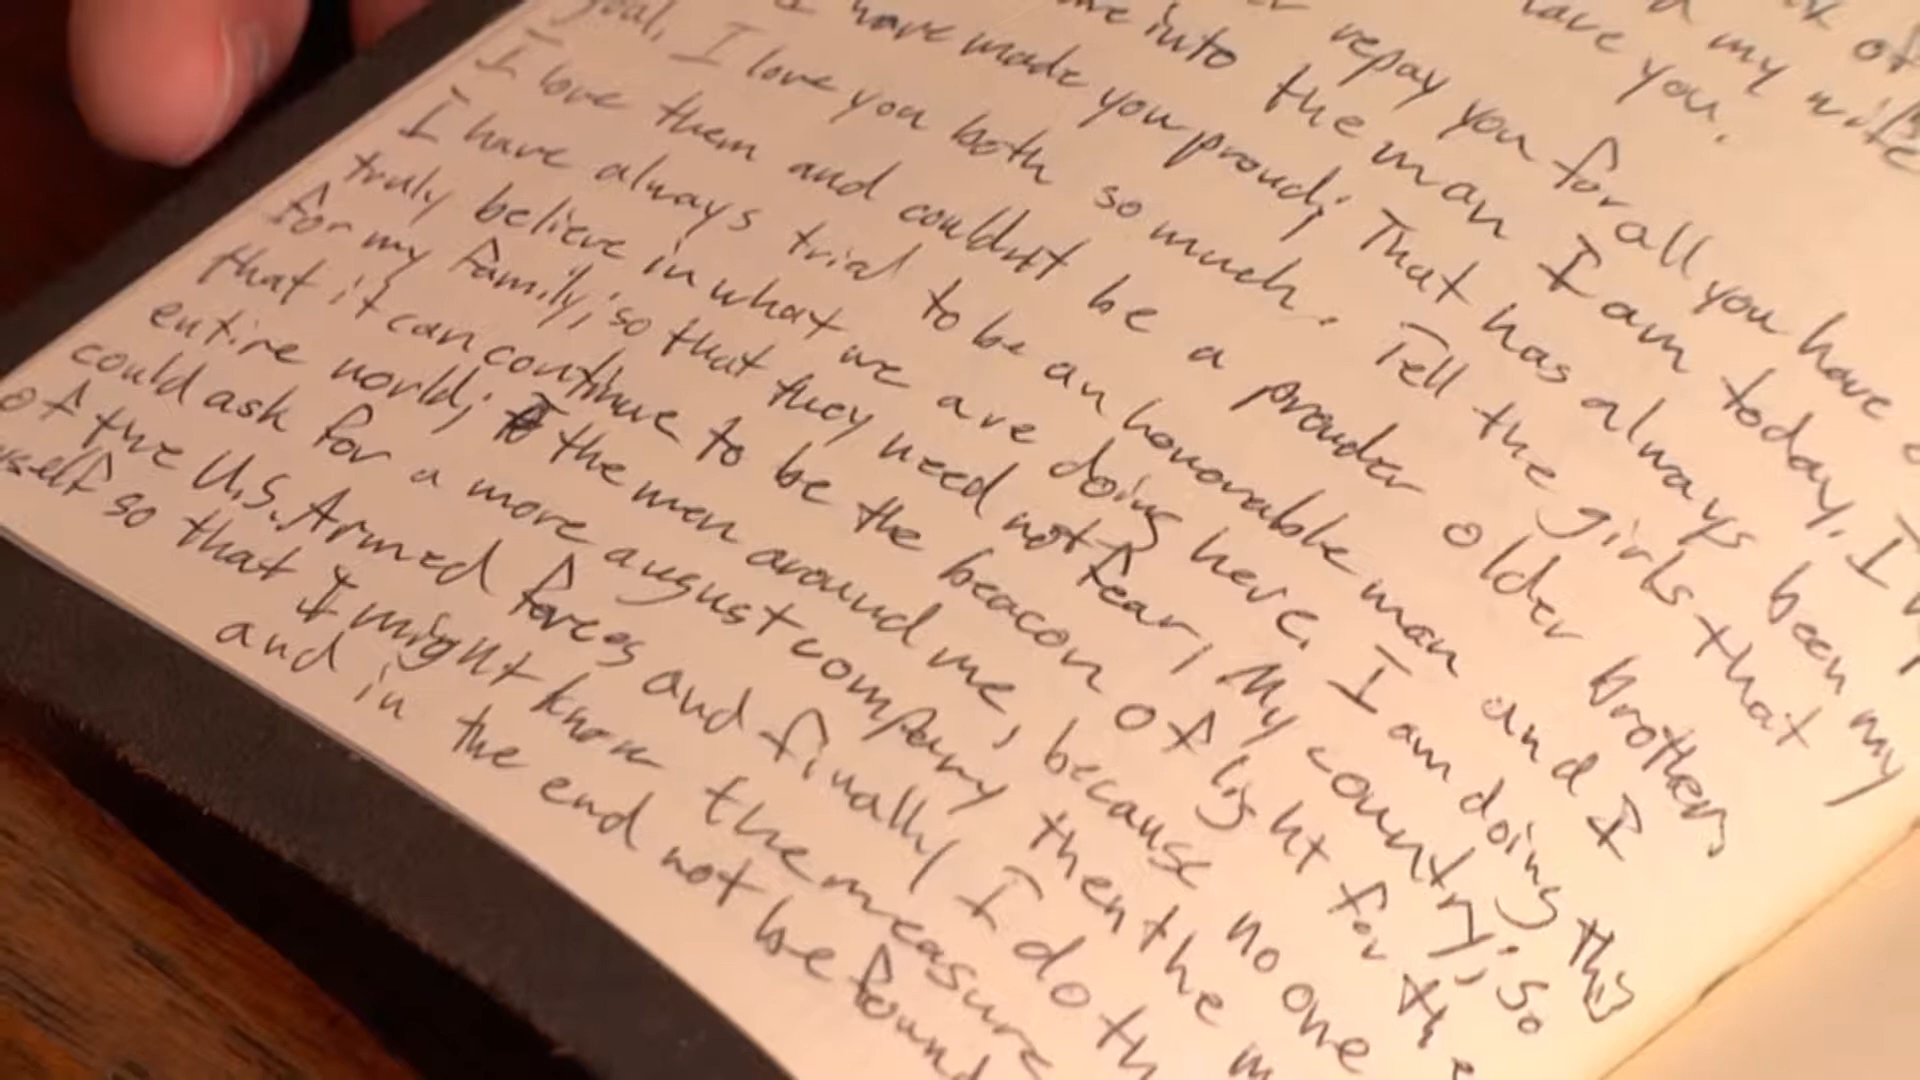 of
my wife
have you.
repay you for all you have
into the man I am today. I
I have made you proud; That has always been my
goal. I love you both so much. Tell the girls that
I love them and couldn't be a prouder older brother;
I have always tried to be an honorable man and I
truly believe in what we are doing here. I am doing this
for my family; so that they need not fear, My country; so
that it can continue to be the beacon of light for the
entire world; the men around me, because no one
could ask for a more august company then the
of the U.S. Armed forces and finally I do
so that I might know the measure
and in the end not be found